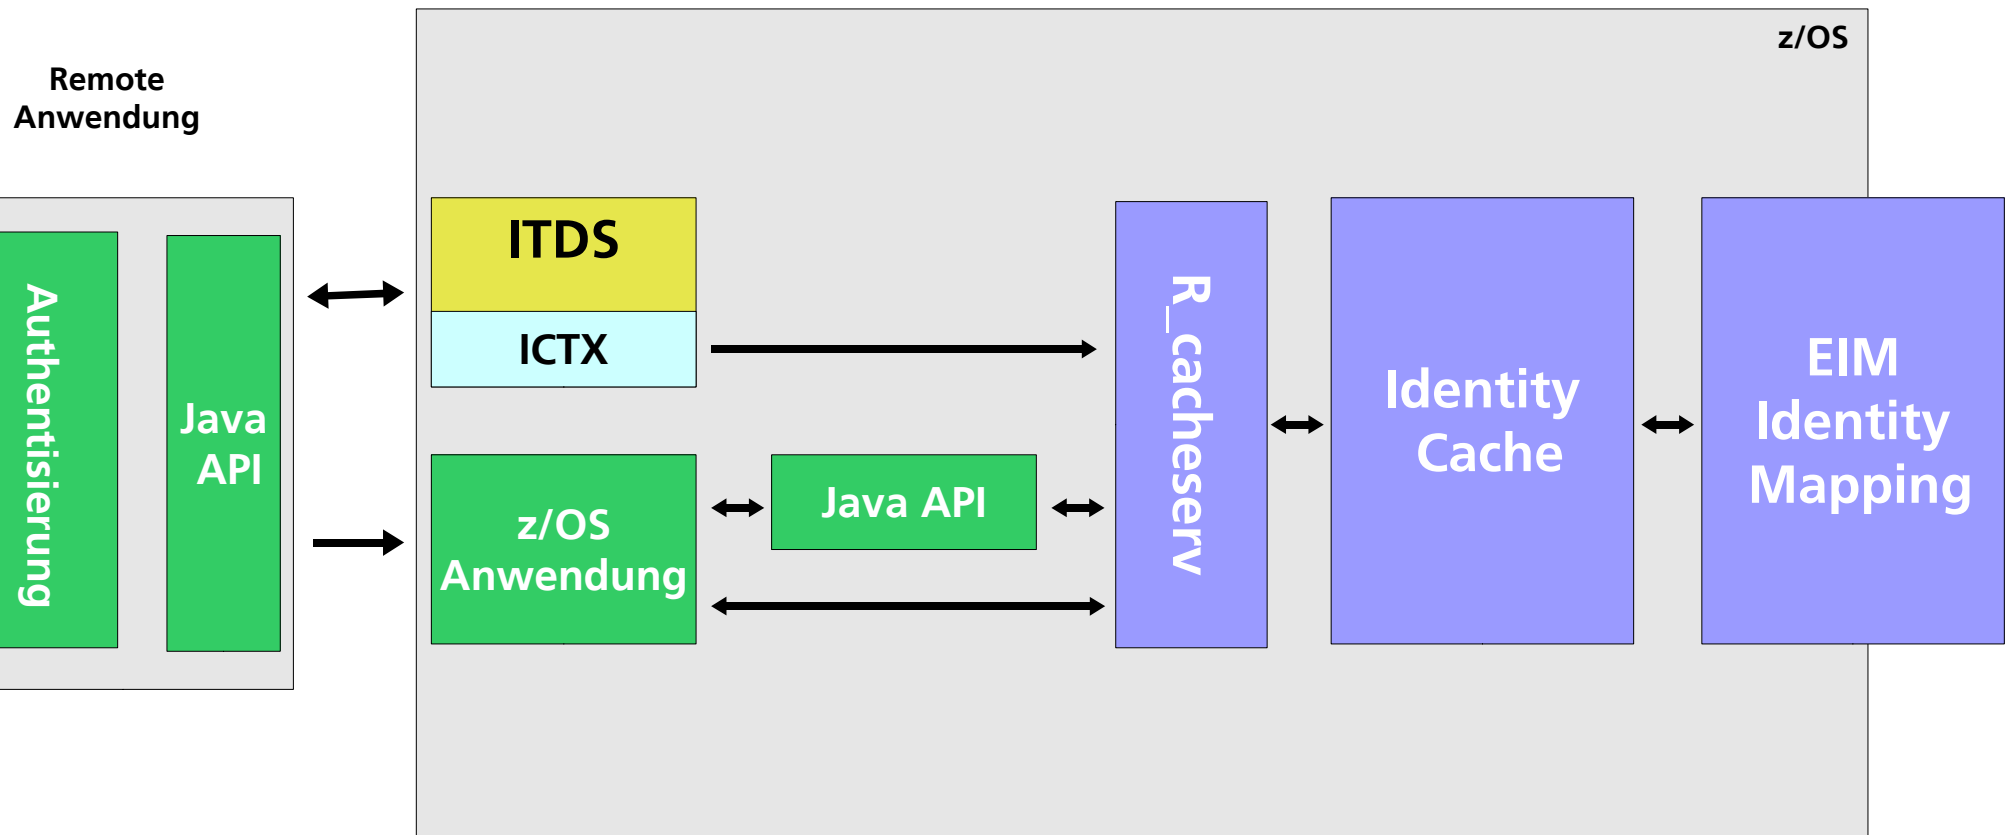 z/OS
Remote
Anwendung
Authentisierung
Java
API
ITDS
ICTX
z/OS
Anwendung
Java API
R_cacheserv
Identity
Cache
EIM
Identity
Mapping